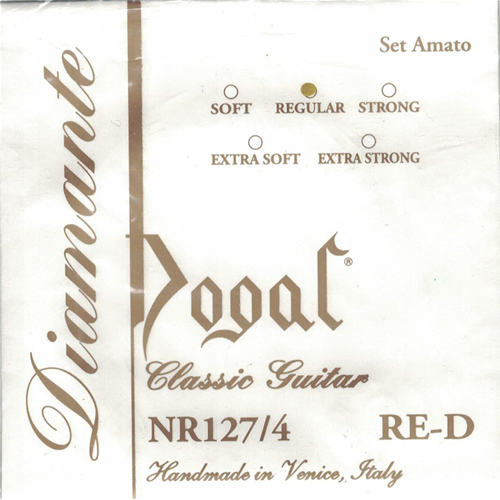 Diamante
Set Amato
SOFT REGULAR STRONG
EXTRA SOFT EXTRA STRONG
Dogal®
Classic Guitar
NR127/4 RE-D
Handmade in Venice, Italy